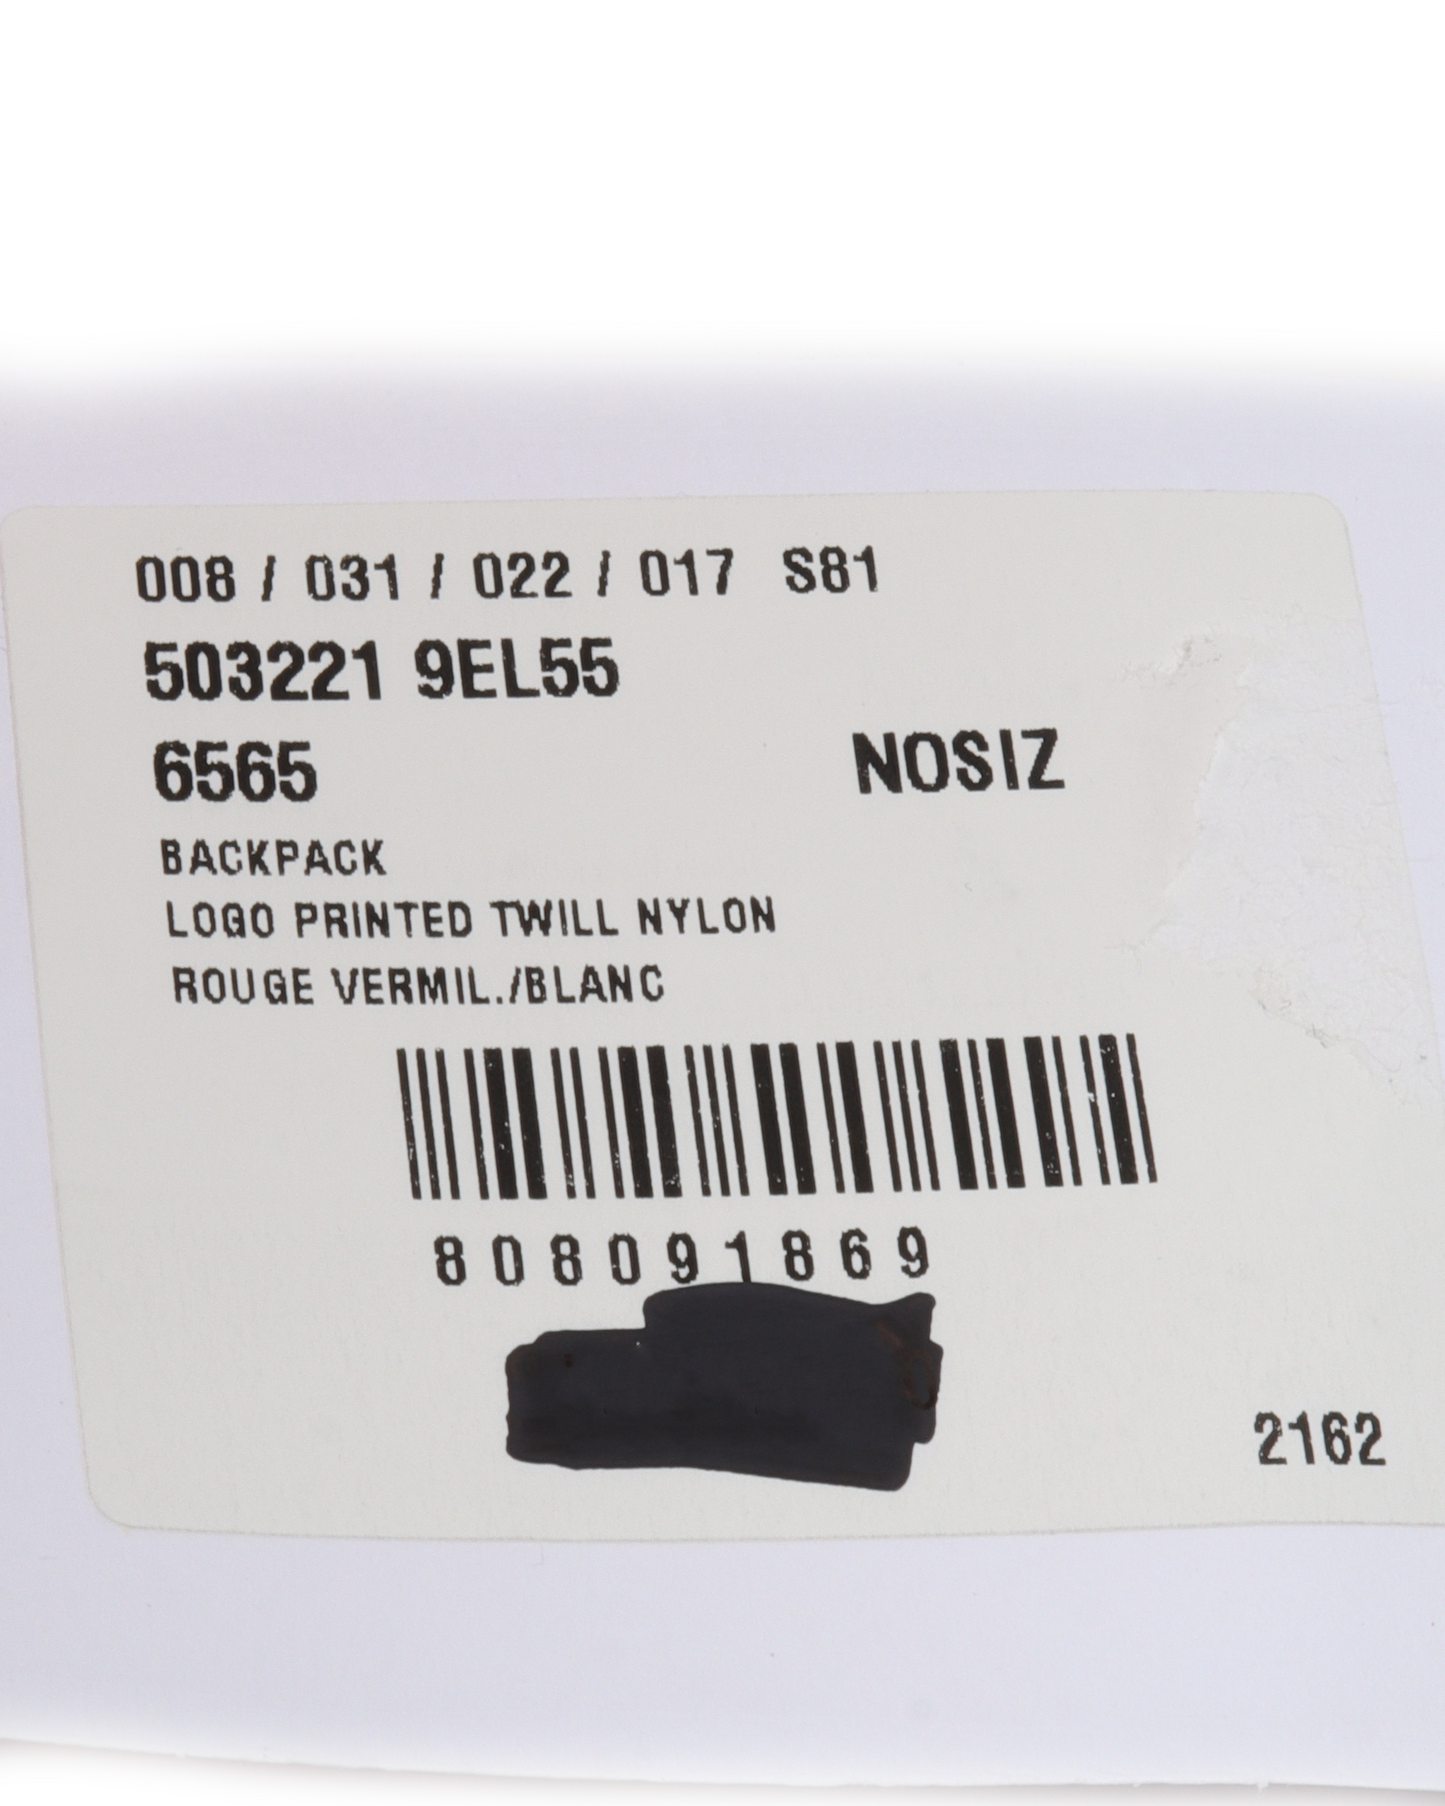 008 / 031 / 022 / 017 S81
503221 9EL55
6565 NOSIZ
BACKPACK
LOGO PRINTED TWILL NYLON
ROUGE VERMIL./BLANC
808091869
2162